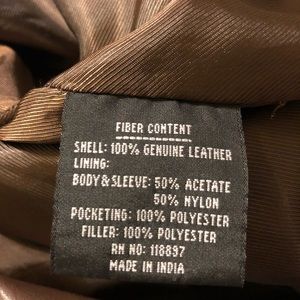 FIBER CONTENT
SHELL: 100% GENUINE LEATHER
LINING:
BODY & SLEEVE: 50% ACETATE
50% NYLON
POCKETING: 100% POLYESTER
FILLER: 100% POLYESTER
RN NO: 118897
MADE IN INDIA